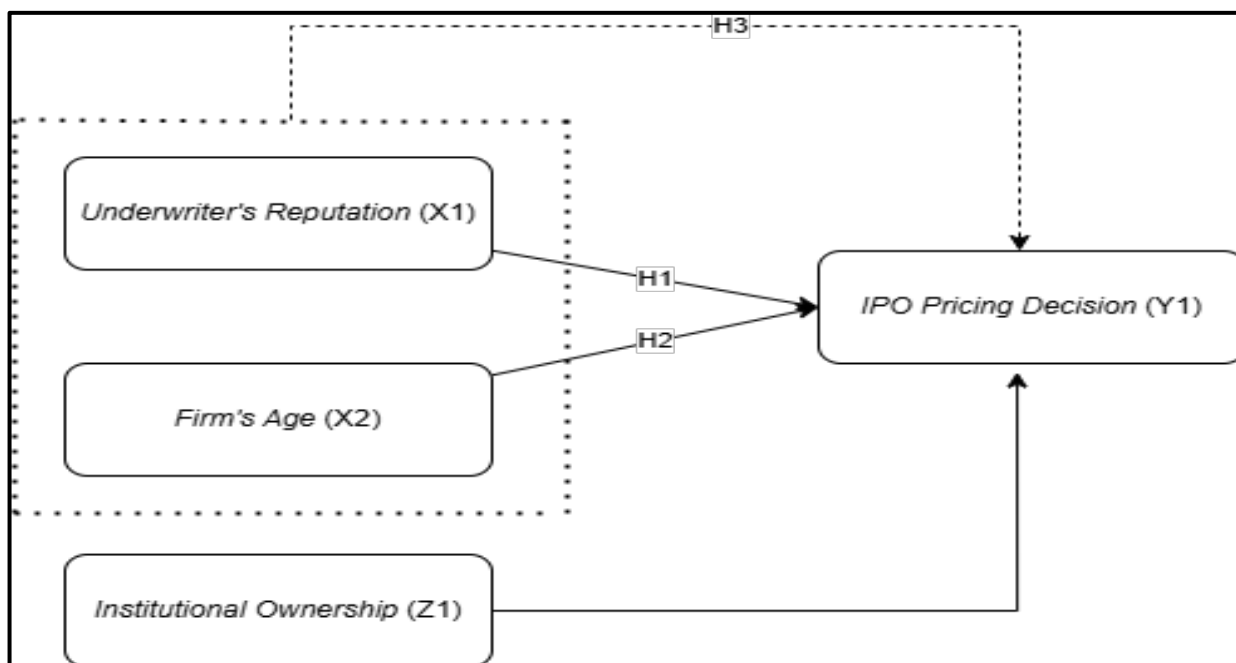 H3
Underwriter's Reputation (X1)
H1
IPO Pricing Decision (Y1)
H2
Firm's Age (X2)
Institutional Ownership (Z1)